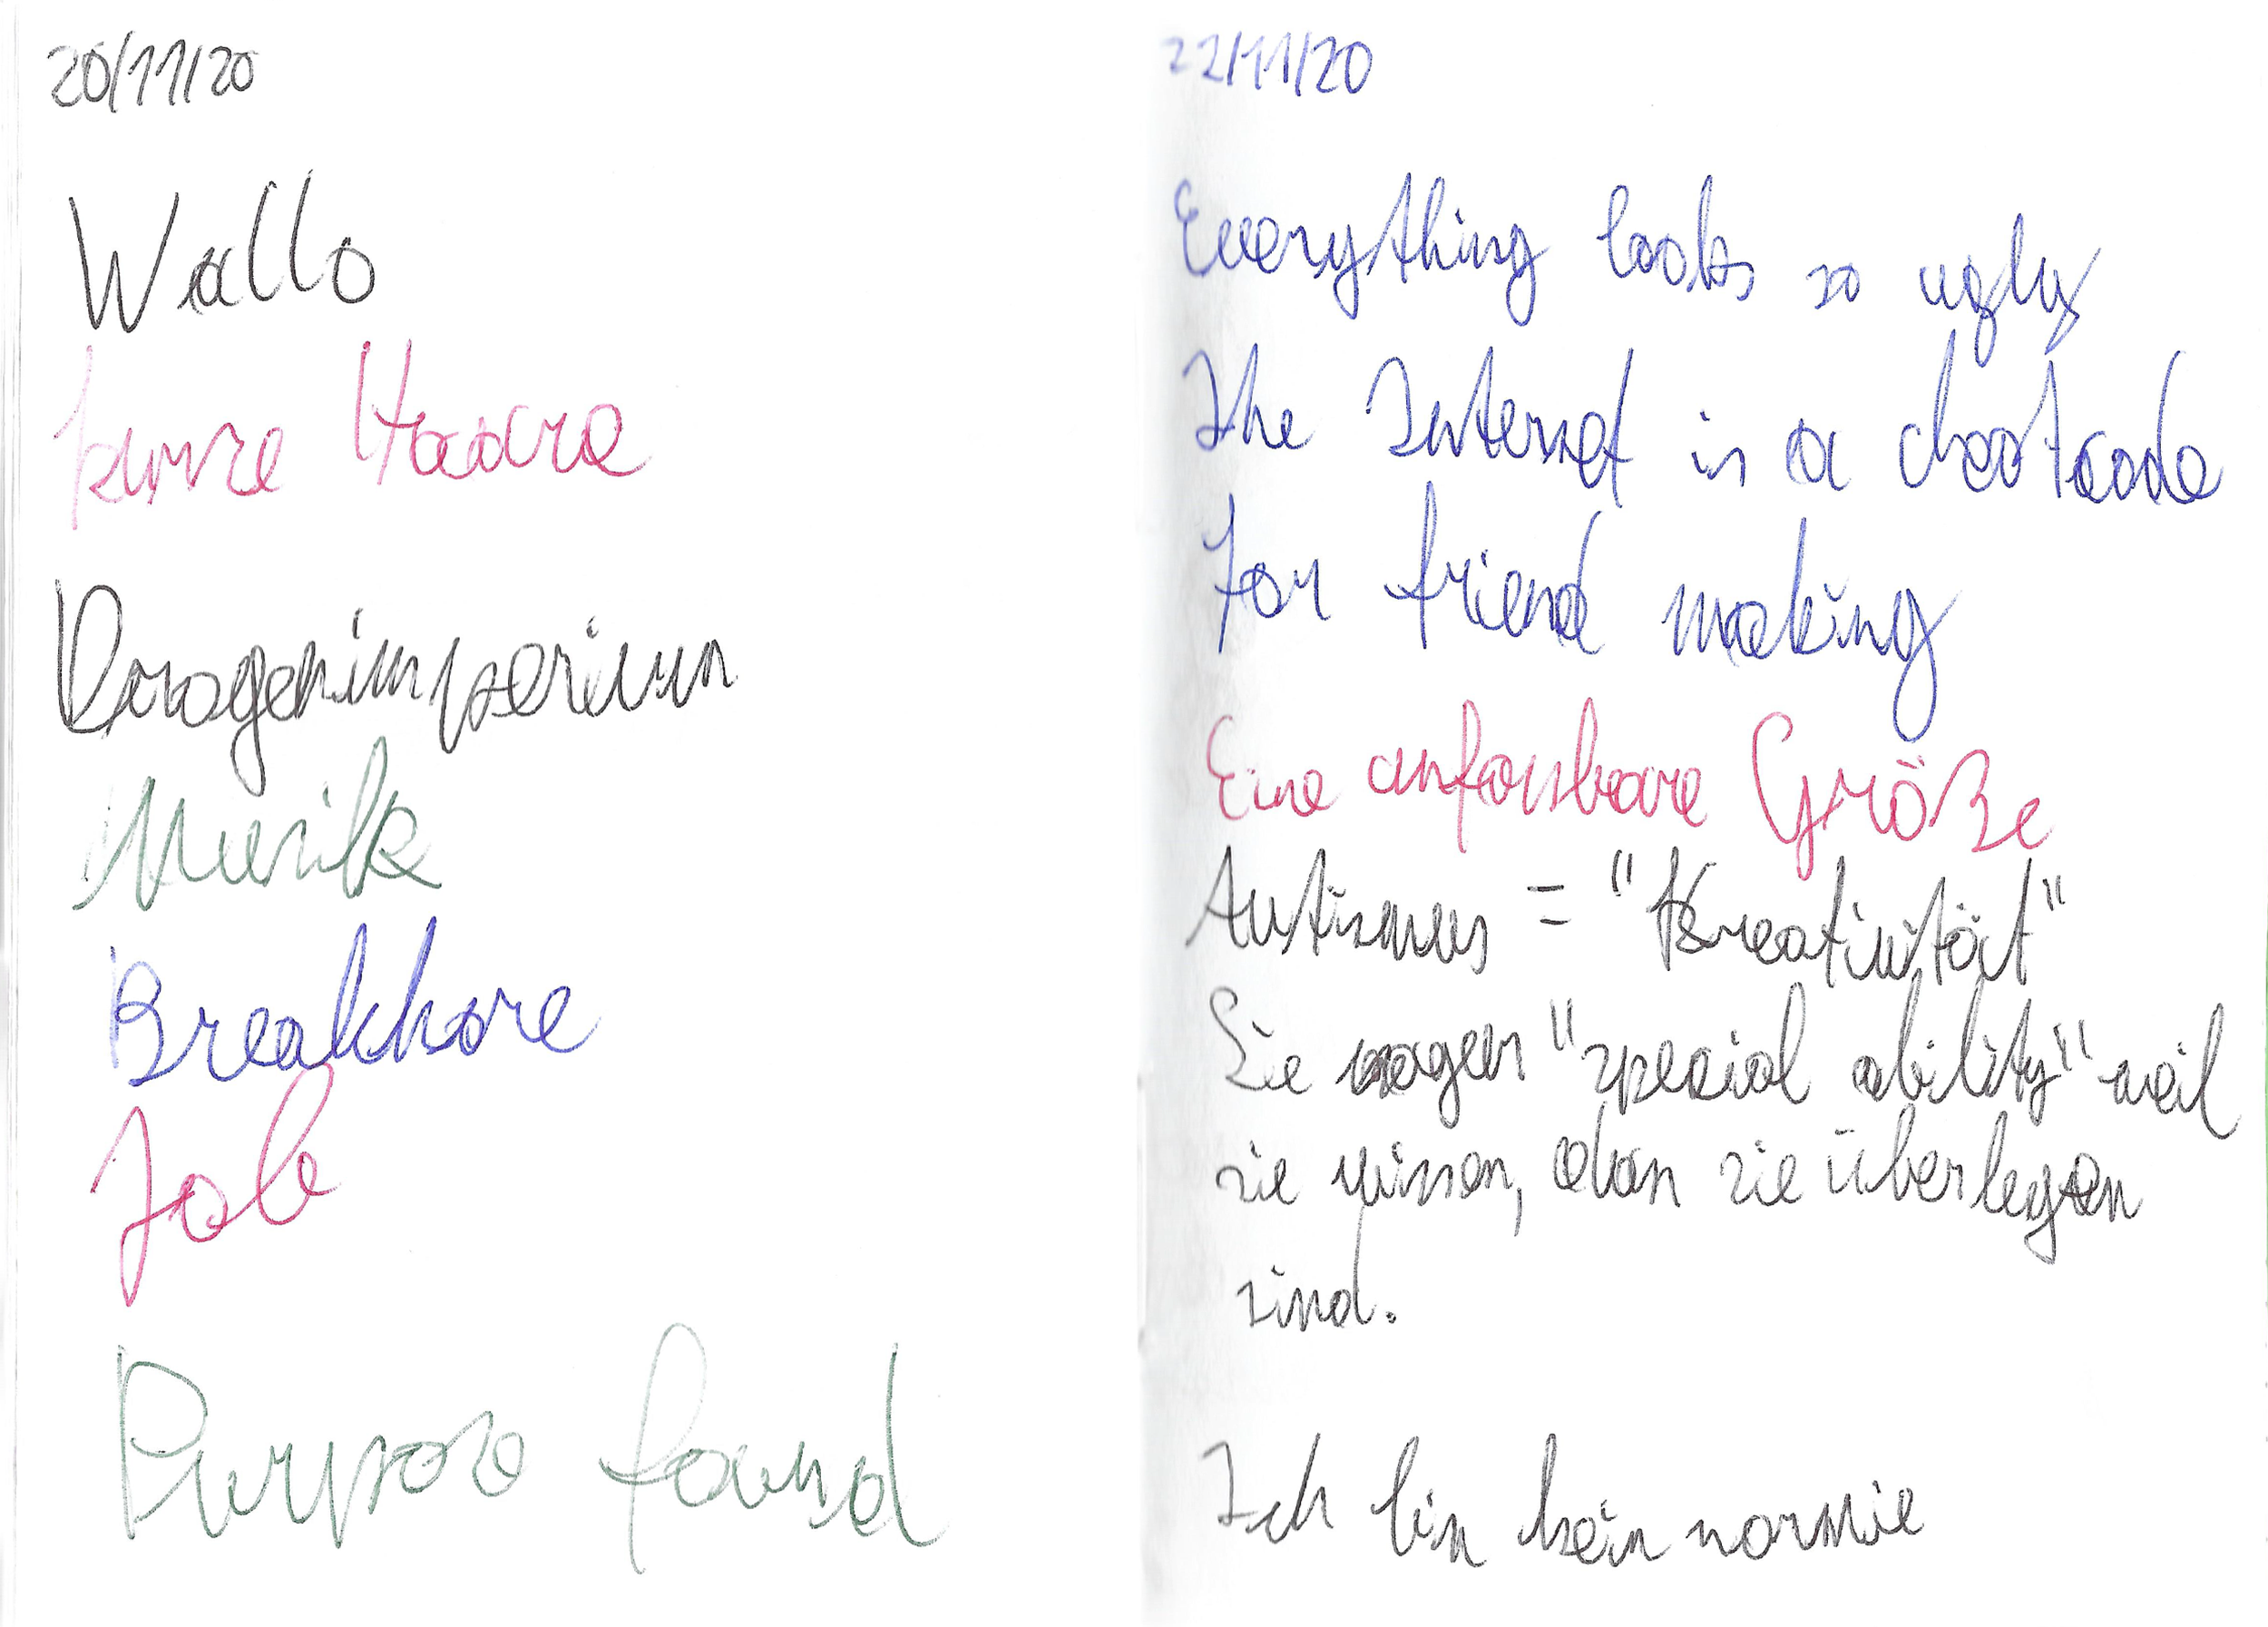 20/11/20
Wallo
kurze Haare
Drogenimperium
Musik
Breakkore
Job
Purpose found
22/11/20
Everything looks so ugly
The Internet is a cheatcode
for friend making
Eine unfassbare Größe
Autismus = "Kreativität"
Sie sagen "special ability" weil
sie wissen, dass sie überlegen
sind.
Ich bin kein normie